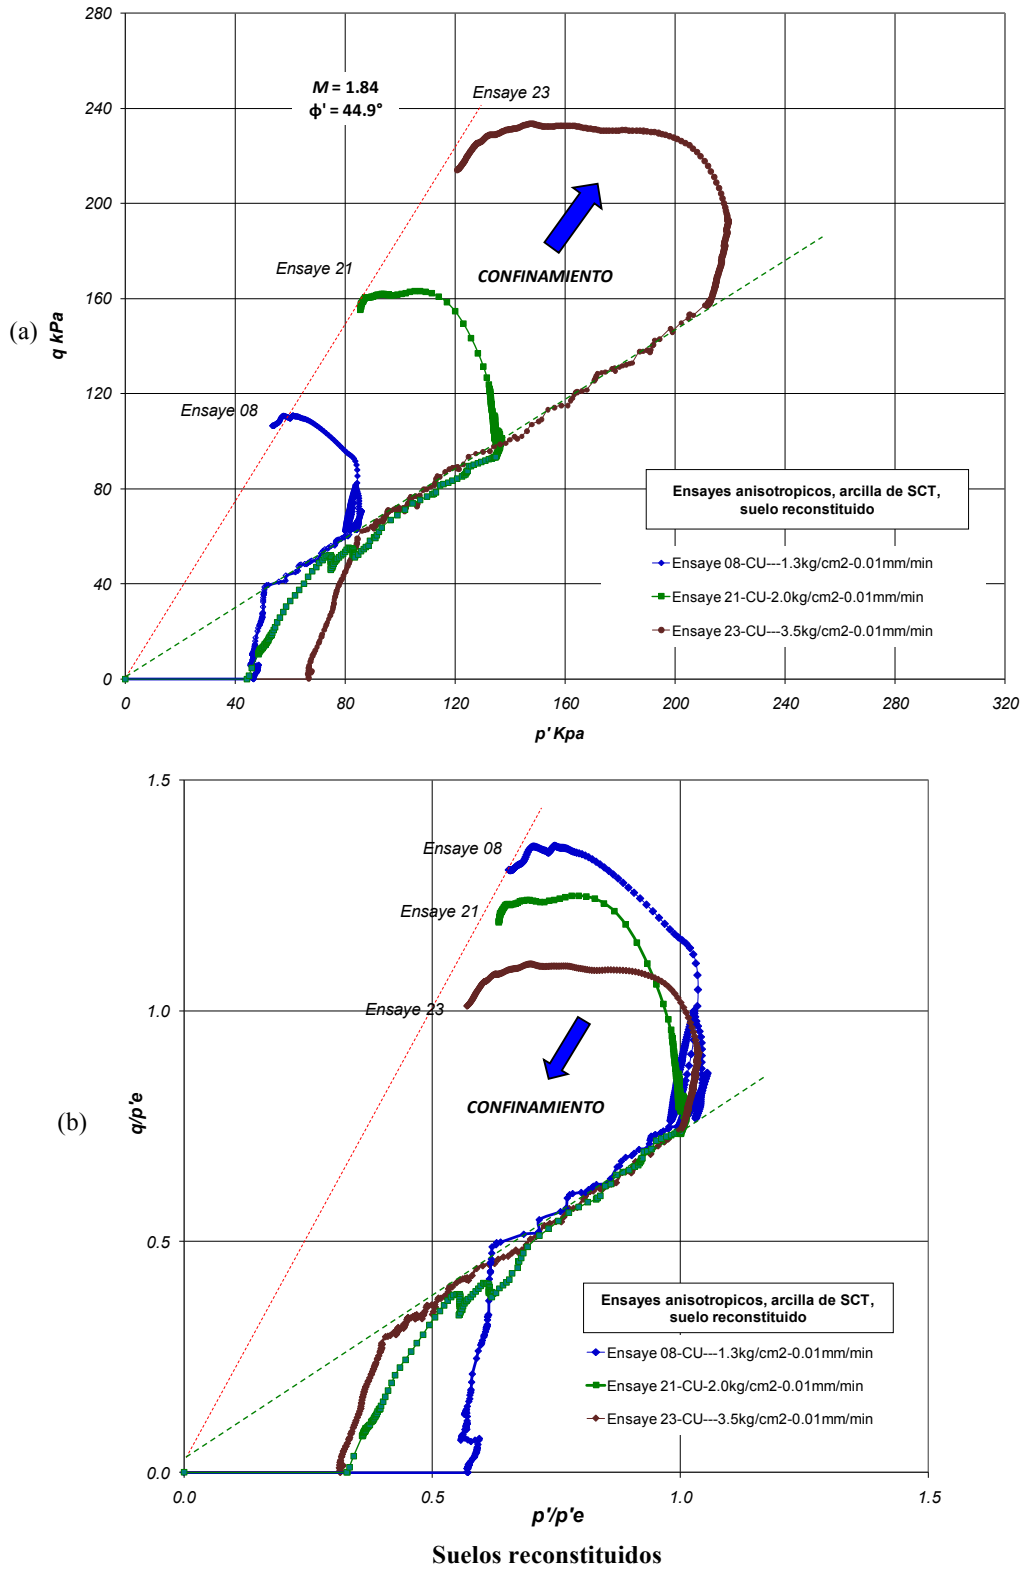 280
240
200
160
120
80
40
0
(a)
q kPa
M = 1.84
ϕ' = 44.9°
Ensaye 23
Ensaye 21
Ensaye 08
CONFINAMIENTO
Ensayes anisotropicos, arcilla de SCT,
suelo reconstituido
Ensaye 08-CU---1.3kg/cm2-0.01mm/min
Ensaye 21-CU-2.0kg/cm2-0.01mm/min
Ensaye 23-CU---3.5kg/cm2-0.01mm/min
0 40 80 120 160 200 240 280 320
p' Kpa
1.5
1.0
0.5
0.0
(b)
q/p'e
Ensaye 08
Ensaye 21
Ensaye 23
CONFINAMIENTO
Ensayes anisotropicos, arcilla de SCT,
suelo reconstituido
Ensaye 08-CU---1.3kg/cm2-0.01mm/min
Ensaye 21-CU-2.0kg/cm2-0.01mm/min
Ensaye 23-CU---3.5kg/cm2-0.01mm/min
0.0 0.5 1.0 1.5
p'/p'e
Suelos reconstituidos